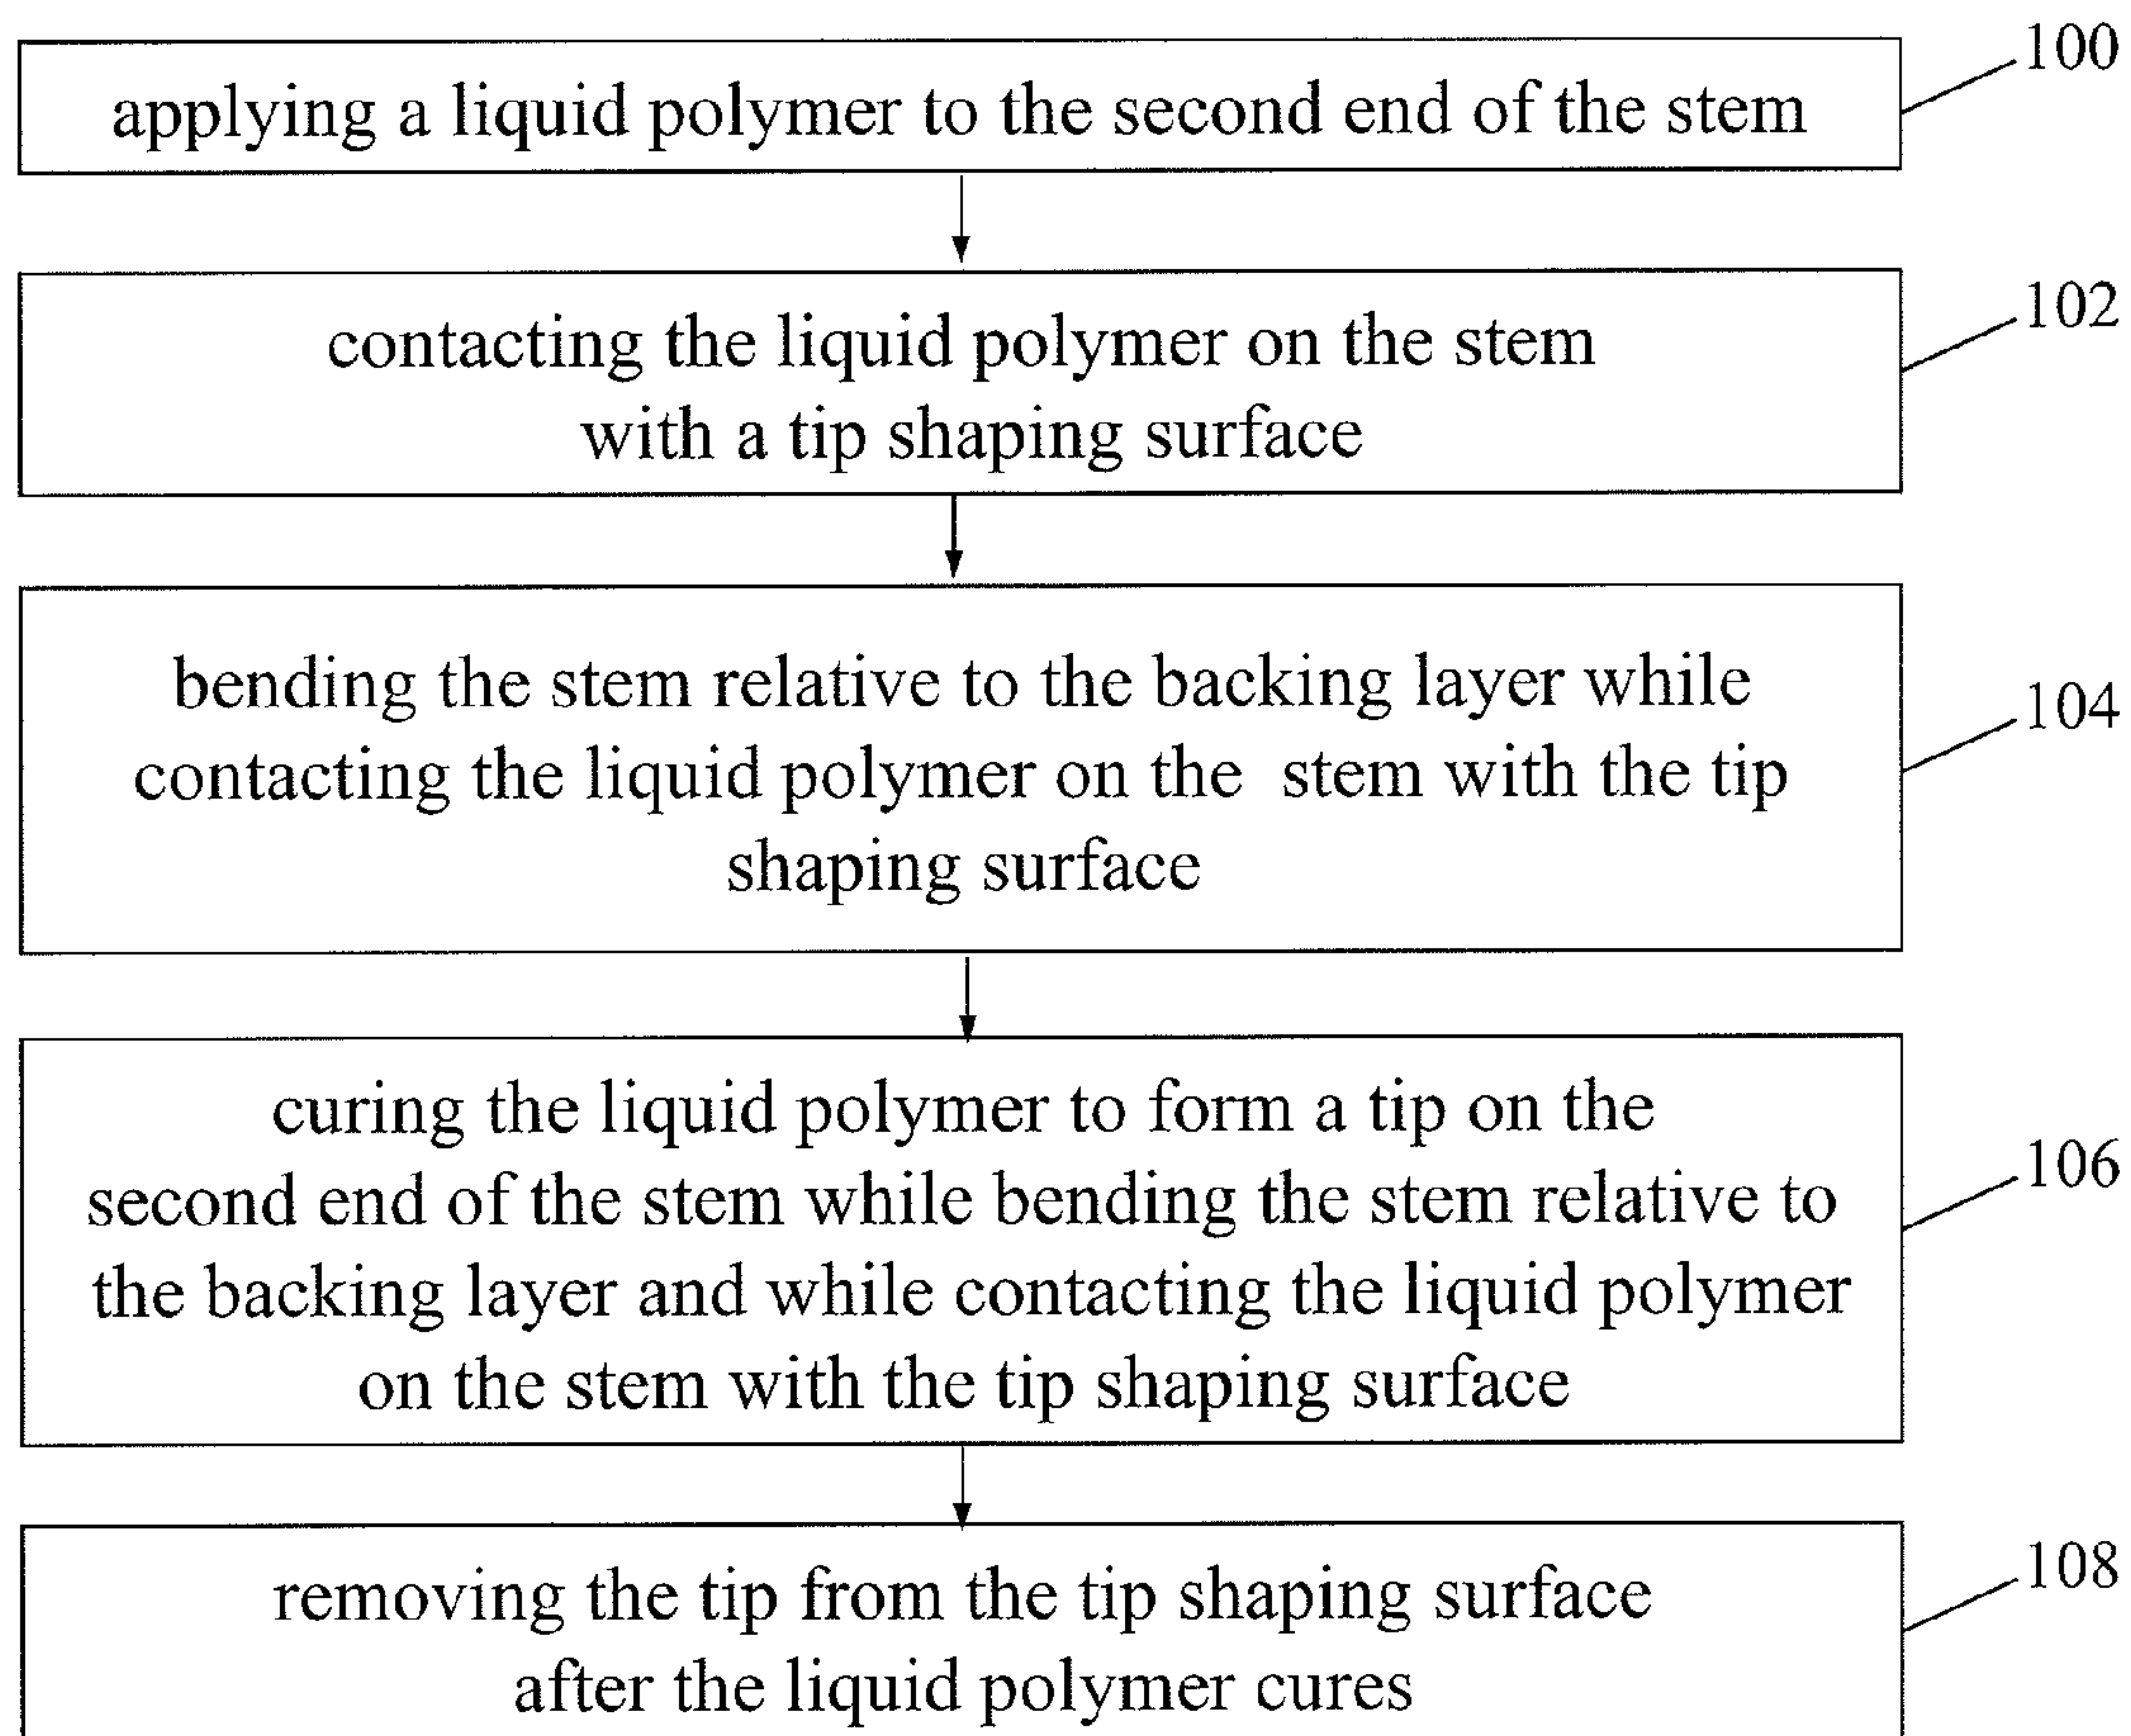 applying a liquid polymer to the second end of the stem
100
contacting the liquid polymer on the stem
with a tip shaping surface
102
bending the stem relative to the backing layer while
contacting the liquid polymer on the stem with the tip
shaping surface
104
curing the liquid polymer to form a tip on the
second end of the stem while bending the stem relative to
the backing layer and while contacting the liquid polymer
on the stem with the tip shaping surface
106
removing the tip from the tip shaping surface
after the liquid polymer cures
108